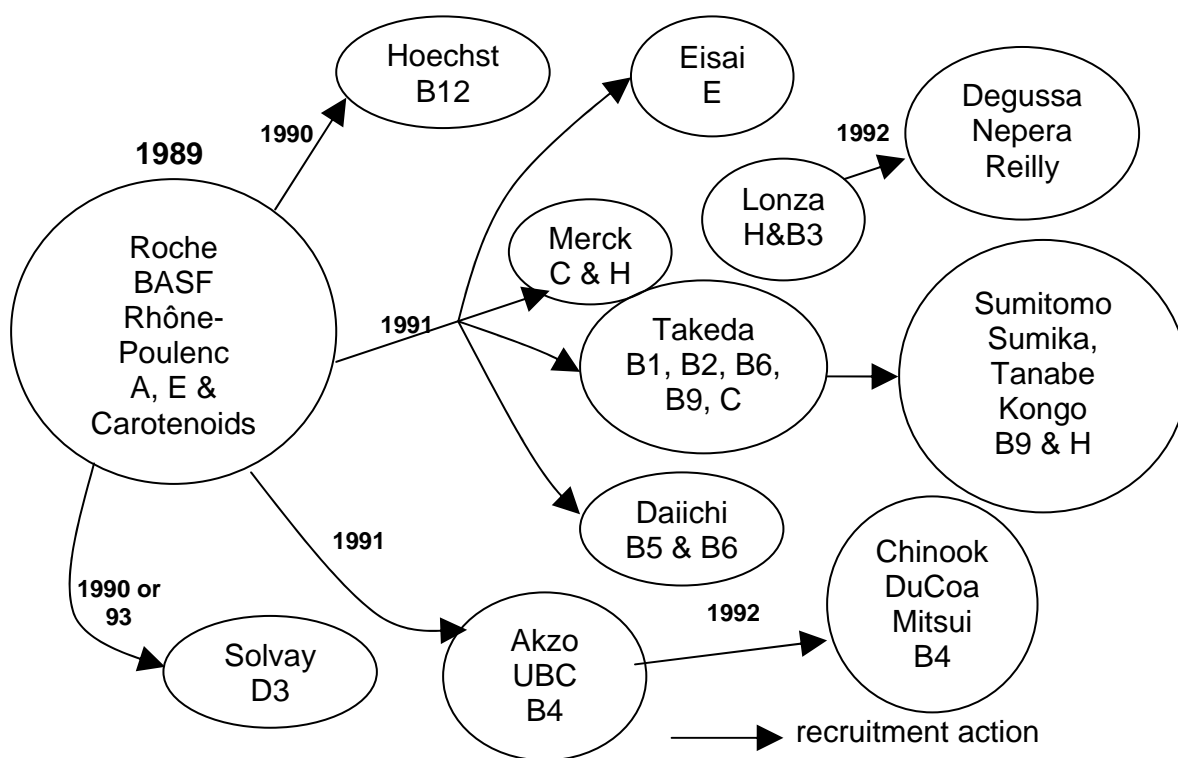 Hoechst
B12
Eisai
E
Degussa
Nepera
Reilly
1990
1992
1989
Lonza
H&B3
Roche
BASF
Rhône-
Poulenc
A, E &
Carotenoids
Merck
C & H
1991
Takeda
B1, B2, B6,
B9, C
Sumitomo
Sumika,
Tanabe
Kongo
B9 & H
Daiichi
B5 & B6
1991
1990 or
93
Solvay
D3
Akzo
UBC
B4
1992
Chinook
DuCoa
Mitsui
B4
recruitment action